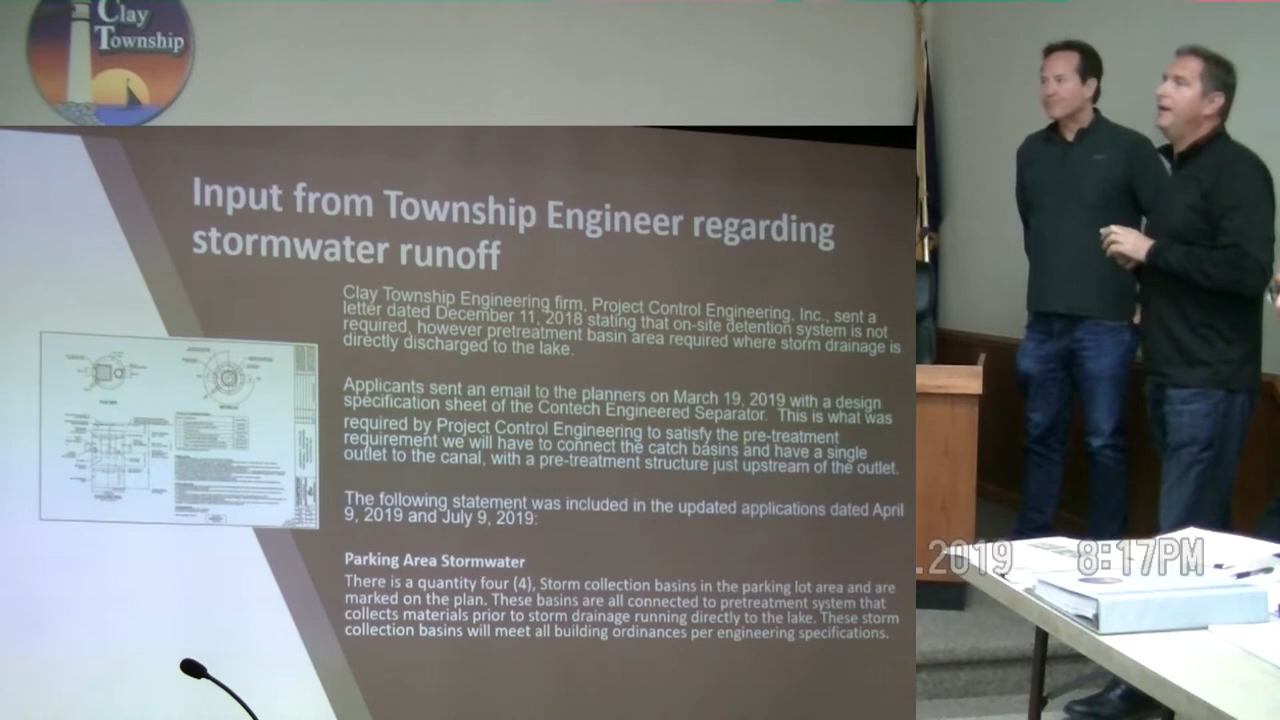 Clay
Township
Input from Township Engineer regarding
stormwater runoff
Clay Township Engineering firm, Project Control Engineering, Inc., sent a
letter dated December 11, 2018 stating that on-site detention system is not
required, however pretreatment basin area required where storm drainage is
directly discharged to the lake.
Applicants sent an email to the planners on March 19, 2019 with a design
specification sheet of the Contech Engineered Separator. This is what was
required by Project Control Engineering to satisfy the pre-treatment
requirement we will have to connect the catch basins and have a single
outlet to the canal, with a pre-treatment structure just upstream of the outlet.
The following statement was included in the updated applications dated April
9, 2019 and July 9, 2019:
Parking Area Stormwater
There is a quantity four (4), Storm collection basins in the parking lot area and are
marked on the plan. These basins are all connected to pretreatment system that
collects materials prior to storm drainage running directly to the lake. These storm
collection basins will meet all building ordinances per engineering specifications.
.2019 8:17PM